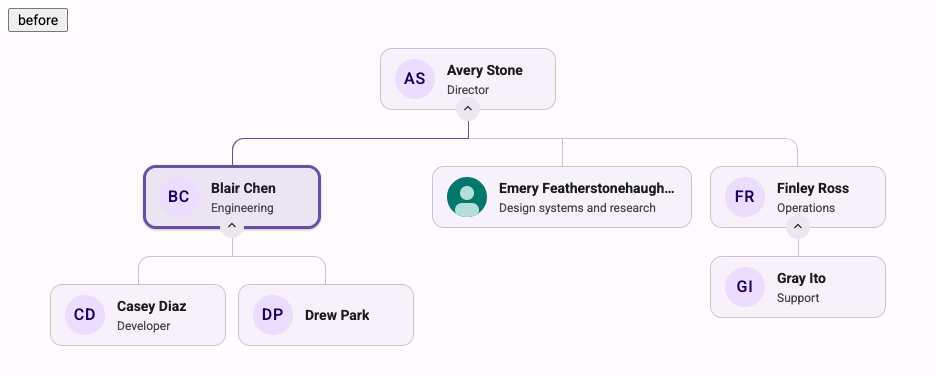 before
AS
Avery Stone
Director
BC
Blair Chen
Engineering
Emery Featherstonehaugh...
Design systems and research
FR
Finley Ross
Operations
CD
Casey Diaz
Developer
DP
Drew Park
GI
Gray Ito
Support